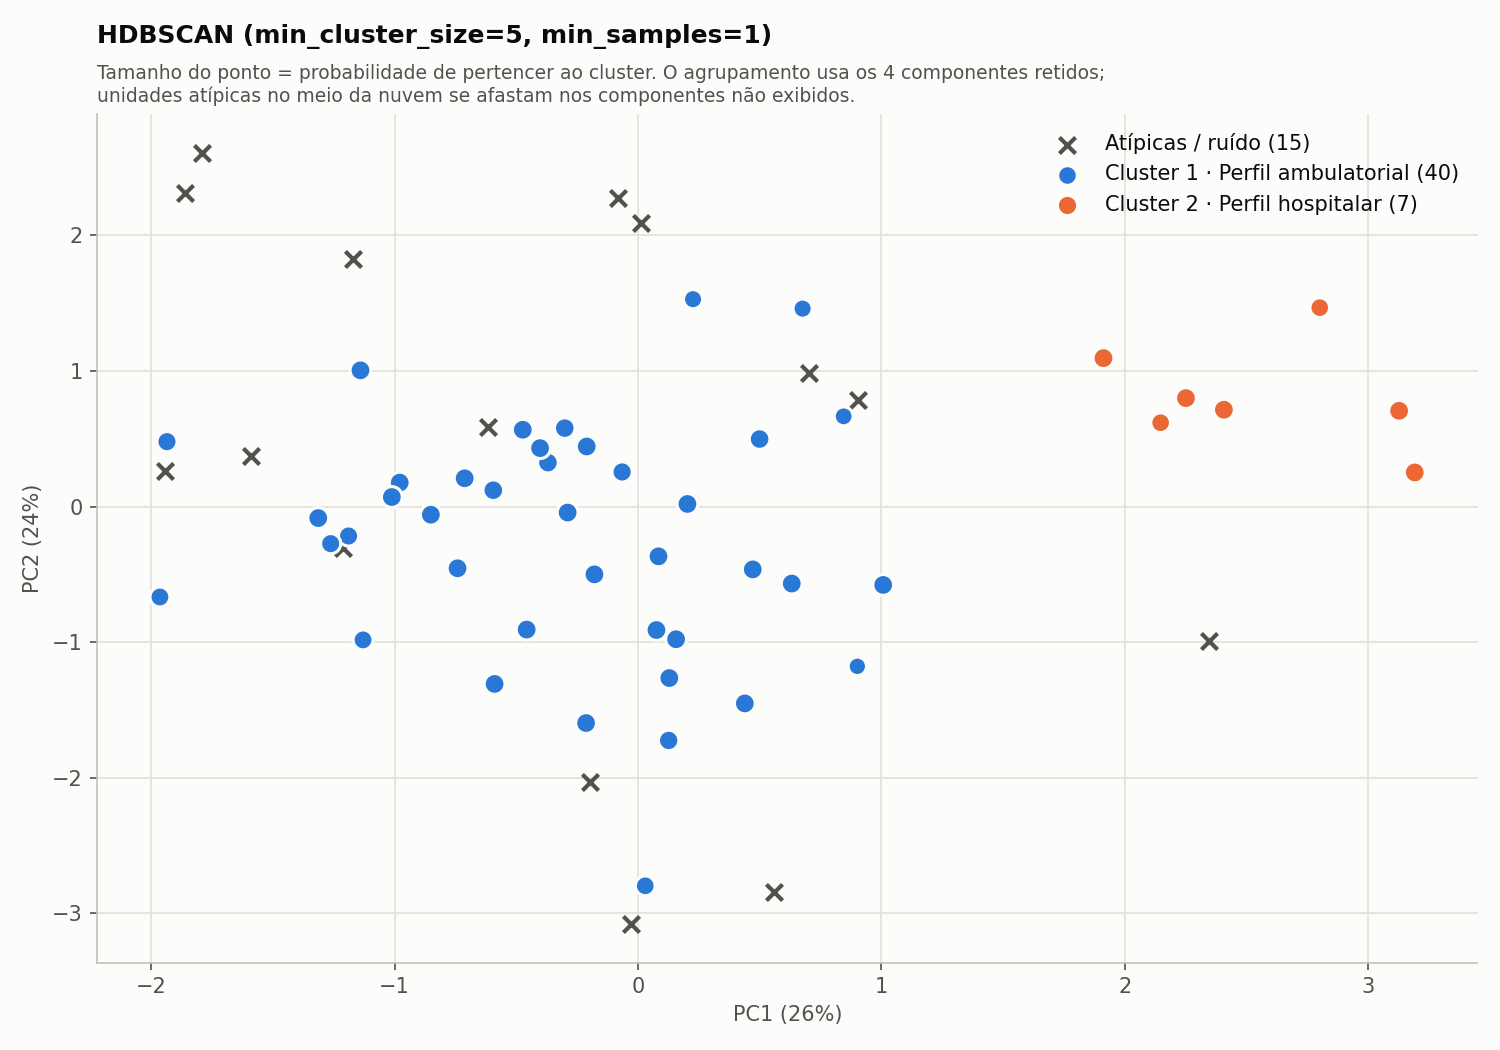 HDBSCAN (min_cluster_size=5, min_samples=1)
Tamanho do ponto = probabilidade de pertencer ao cluster. O agrupamento usa os 4 componentes retidos;
unidades atípicas no meio da nuvem se afastam nos componentes não exibidos.
Atípicas / ruído (15)
Cluster 1 · Perfil ambulatorial (40)
Cluster 2 · Perfil hospitalar (7)
PC2 (24%)
2
1
0
−1
−2
−3
−2
−1
0
1
2
3
PC1 (26%)